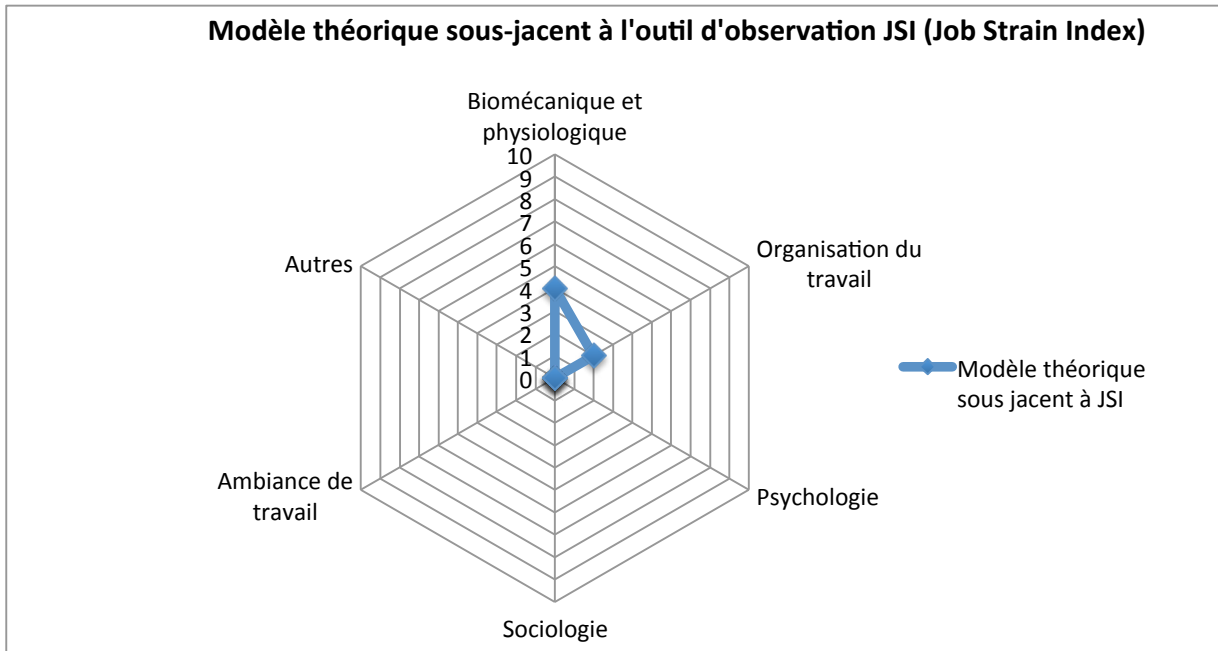 Modèle théorique sous-jacent à l'outil d'observation JSI (Job Strain Index)
Biomécanique et
physiologique
10
9
8
7
6
5
4
3
2
1
0
Organisation du
travail
Psychologie
Sociologie
Ambiance de
travail
Autres
Modèle théorique
sous jacent à JSI